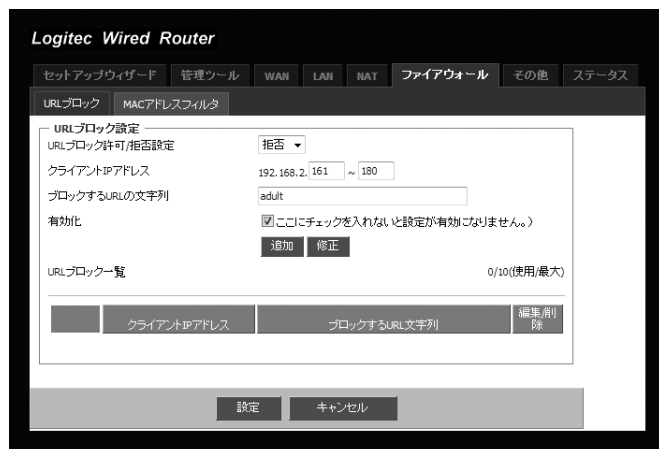 Logitec Wired Router
セットアップウィザード 管理ツール WAN LAN NAT ファイアウォール その他 ステータス
URLブロック MACアドレスフィルタ
URLブロック設定
URLブロック許可/拒否設定 拒否
クライアントIPアドレス 192.168.2. 161 ~ 180
ブロックするURLの文字列 adult
有効化 ここにチェックを入れないと設定が有効になりません。)
追加 修正
URLブロック一覧 0/10(使用/最大)
クライアントIPアドレス ブロックするURL文字列 編集/削
除
設定 キャンセル